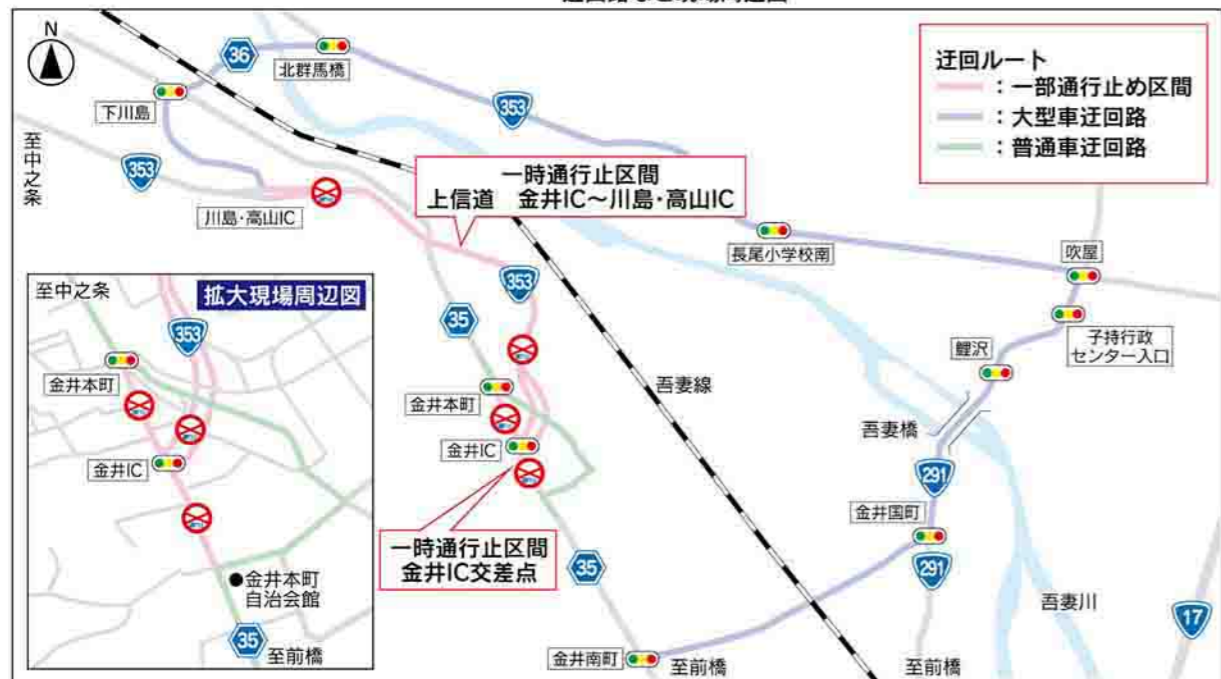 N
36
北群馬橋
下川島
353
至中之条
353
川島・高山IC
一時通行止区間
上信道　金井IC～川島・高山IC
迂回ルート
：一部通行止め区間
：大型車迂回路
：普通車迂回路
長尾小学校南
吹屋
子持行政
センター入口
鯉沢
353
35
金井本町
金井IC
吾妻線
吾妻橋
291
金井国町
291
吾妻川
17
一時通行止区間
金井IC交差点
35
金井南町
至前橋
至前橋
拡大現場周辺図
至中之条
353
金井本町
金井IC
金井本町
自治会館
35
至前橋